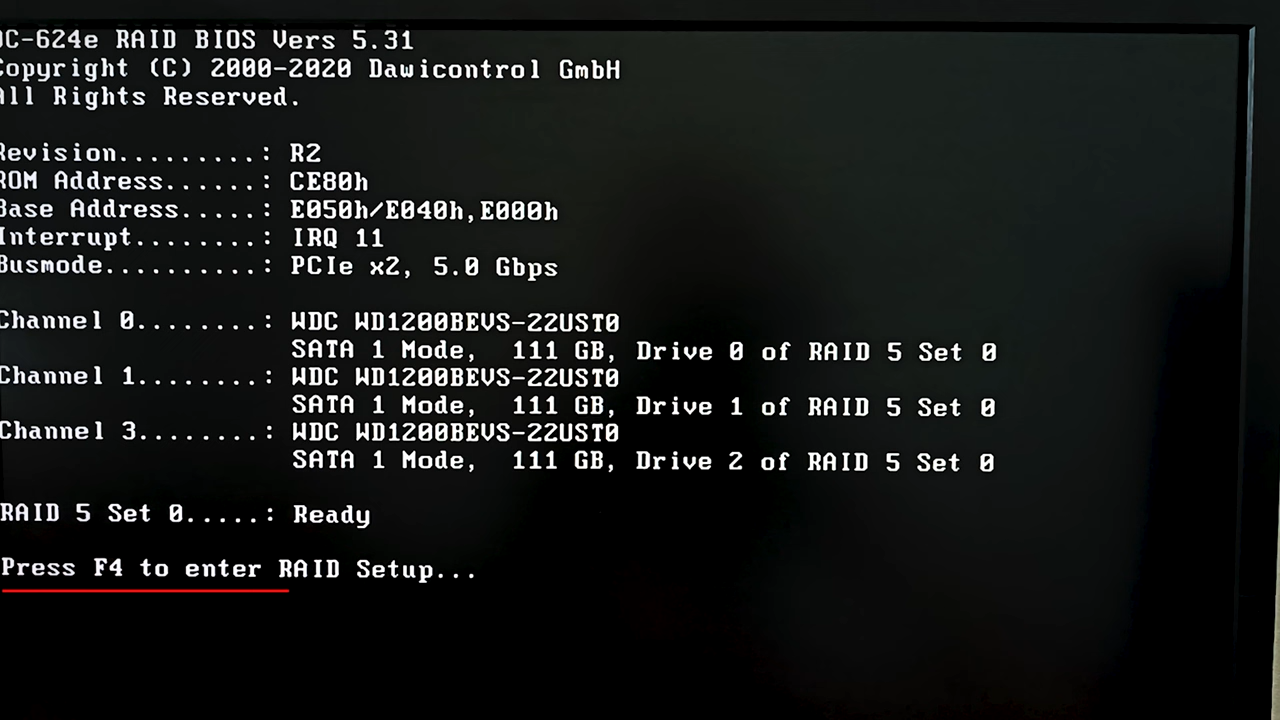 DC-624e RAID BIOS Vers 5.31
Copyright (C) 2000-2020 Dawicontrol GmbH
All Rights Reserved.
Revision.........: R2
ROM Address......: CE80h
Base Address.....: E050h/E040h,E000h
Interrupt........: IRQ 11
Busmode..........: PCIe x2, 5.0 Gbps
Channel 0........: WDC WD1200BEVS-22UST0
SATA 1 Mode, 111 GB, Drive 0 of RAID 5 Set 0
Channel 1........: WDC WD1200BEVS-22UST0
SATA 1 Mode, 111 GB, Drive 1 of RAID 5 Set 0
Channel 3........: WDC WD1200BEVS-22UST0
SATA 1 Mode, 111 GB, Drive 2 of RAID 5 Set 0
RAID 5 Set 0.....: Ready
Press F4 to enter RAID Setup...